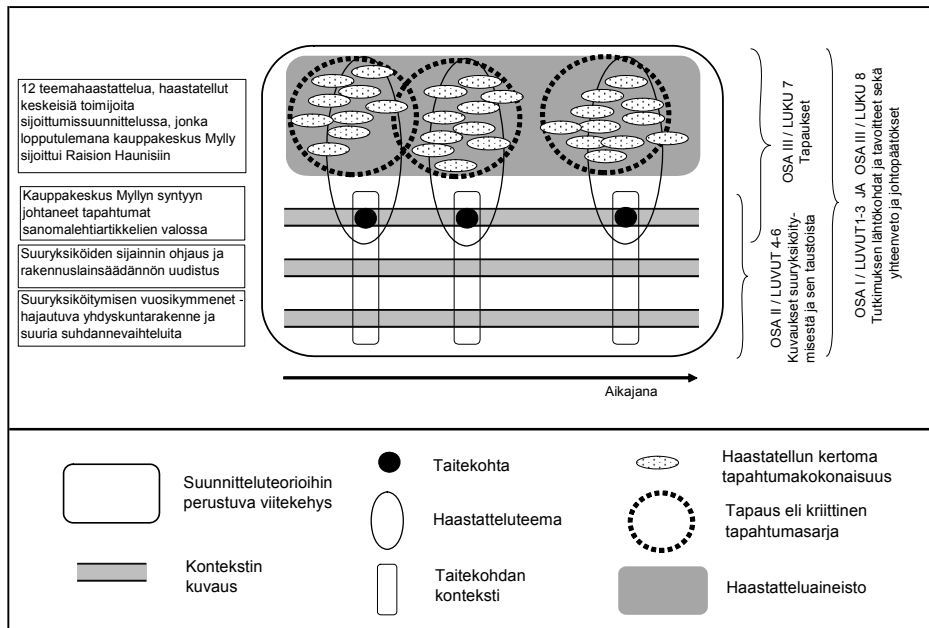 12 teemahaastattelua, haastatellut
keskeisiä toimijoita
sijoittumissuunnittelussa, jonka
lopputulemana kauppakeskus Mylly
sijoittui Raision Haunisiin
Kauppakeskus Myllyn syntyyn
johtaneet tapahtumat
sanomalehtiartikkelien valossa
Suuryksiköiden sijainnin ohjaus ja
rakennuslainsäädännön uudistus
Suuryksiköitymisen vuosikymmenet -
hajautuva yhdyskuntarakenne ja
suuria suhdannevaihteluita
Aikajana
OSA III / LUKU 7
Tapaukset
OSA II / LUVUT 4-6
Kuvaukset suuryksiköity-
misestä ja sen taustoista
OSA I / LUVUT1-3 JA OSA III / LUKU 8
Tutkimuksen lähtökohdat ja tavoitteet sekä
yhteenveto ja johtopäätökset
Suunnitteluteorioihin
perustuva viitekehys
Kontekstin
kuvaus
Taitekohta
Haastatteluteema
Taitekohdan
konteksti
Haastatellun kertoma
tapahtumakokonaisuus
Tapaus eli kriittinen
tapahtumasarja
Haastatteluaineisto